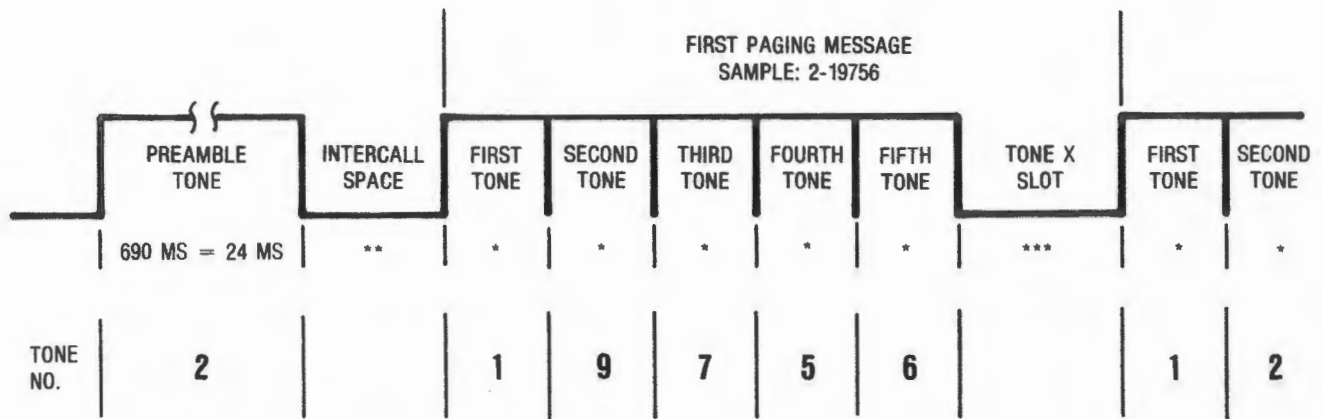 FIRST PAGING MESSAGE
SAMPLE: 2-19756
PREAMBLE TONE
INTERCALL SPACE
FIRST TONE
SECOND TONE
THIRD TONE
FOURTH TONE
FIFTH TONE
TONE X SLOT
FIRST TONE
SECOND TONE
690 MS = 24 MS ** * * * * * *** * *
TONE NO. 2 1 9 7 5 6 1 2